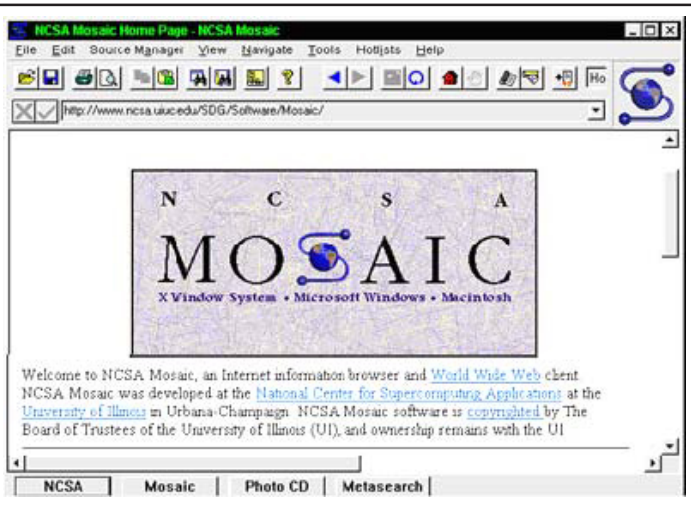 NCSA Mosaic Home Page - NCSA Mosaic
File Edit Source Manager View Navigate Tools Hotlists Help
Ho
http://www.ncsa.uiuc.edu/SDG/Software/Mosaic/
N C S A
MOSAIC
X Window System • Microsoft Windows • Macintosh
Welcome to NCSA Mosaic, an Internet information browser and World Wide Web client
NCSA Mosaic was developed at the National Center for Supercomputing Applications at the
University of Illinois in Urbana-Champaign NCSA Mosaic software is copyrighted by The
Board of Trustees of the University of Illinois (UI), and ownership remains with the UI
NCSA Mosaic Photo CD Metasearch